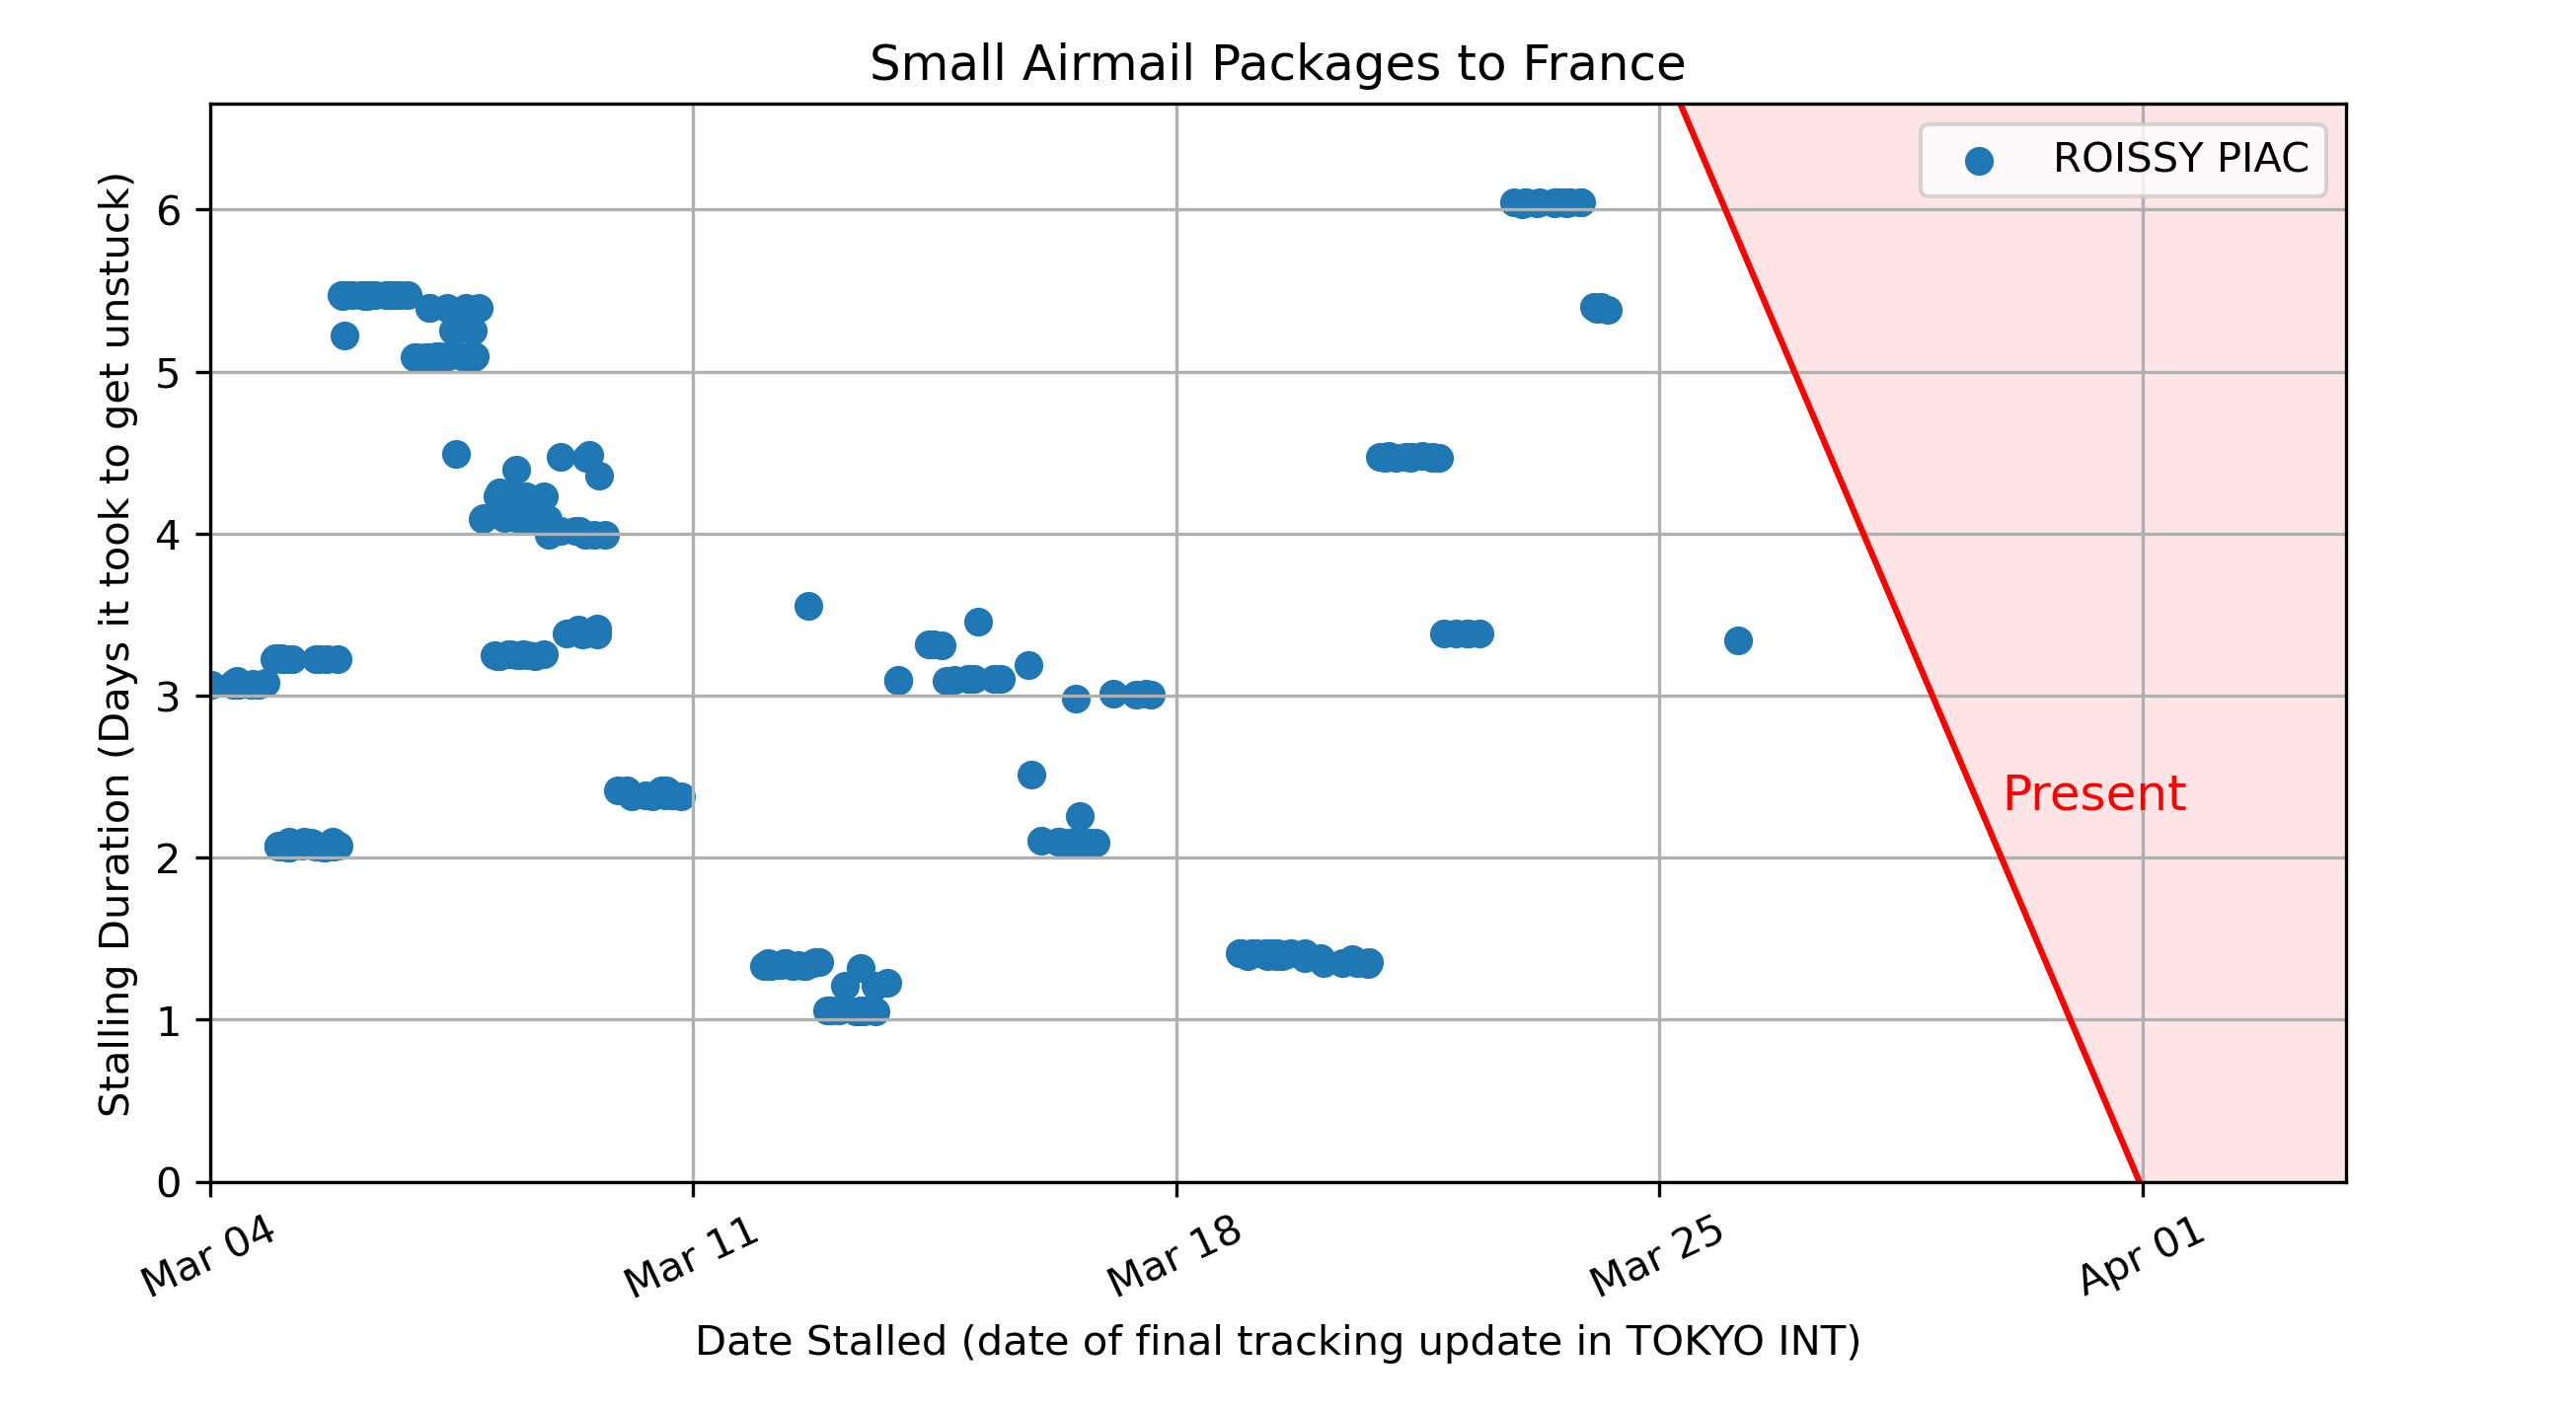 Small Airmail Packages to France
ROISSY PIAC
Stalling Duration (Days it took to get unstuck)
6
5
4
3
2
1
0
Present
Mar 04
Mar 11
Mar 18
Mar 25
Apr 01
Date Stalled (date of final tracking update in TOKYO INT)